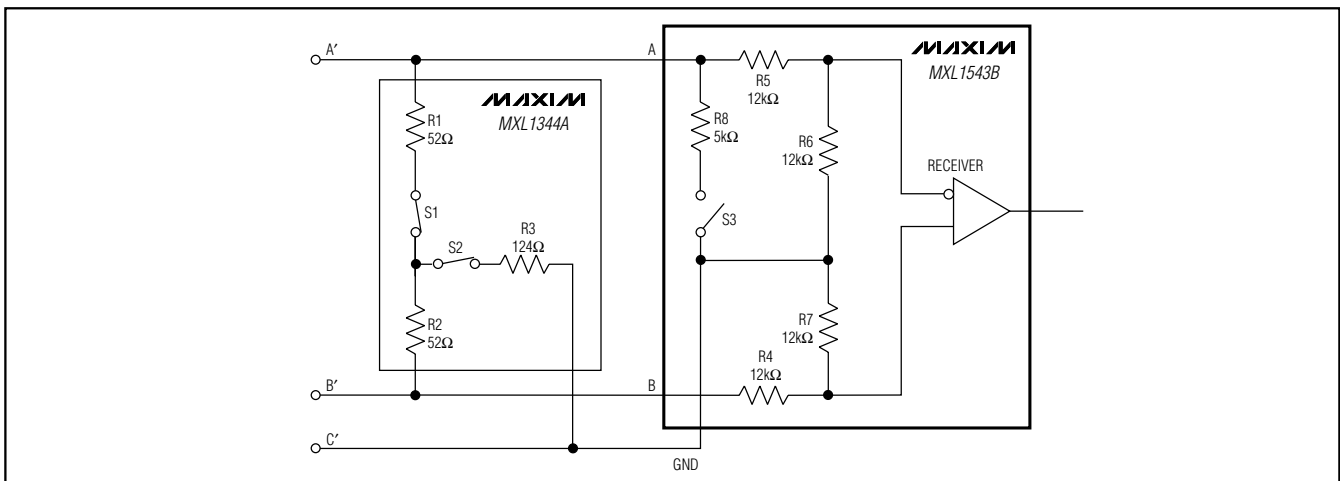 A′
A
MAXIM
MXL1543B
R5
12kΩ
MAXIM
MXL1344A
R1
52Ω
R8
5kΩ
R6
12kΩ
RECEIVER
S1
S3
R3
124Ω
S2
R2
52Ω
R7
12kΩ
R4
12kΩ
B′
B
C′
GND